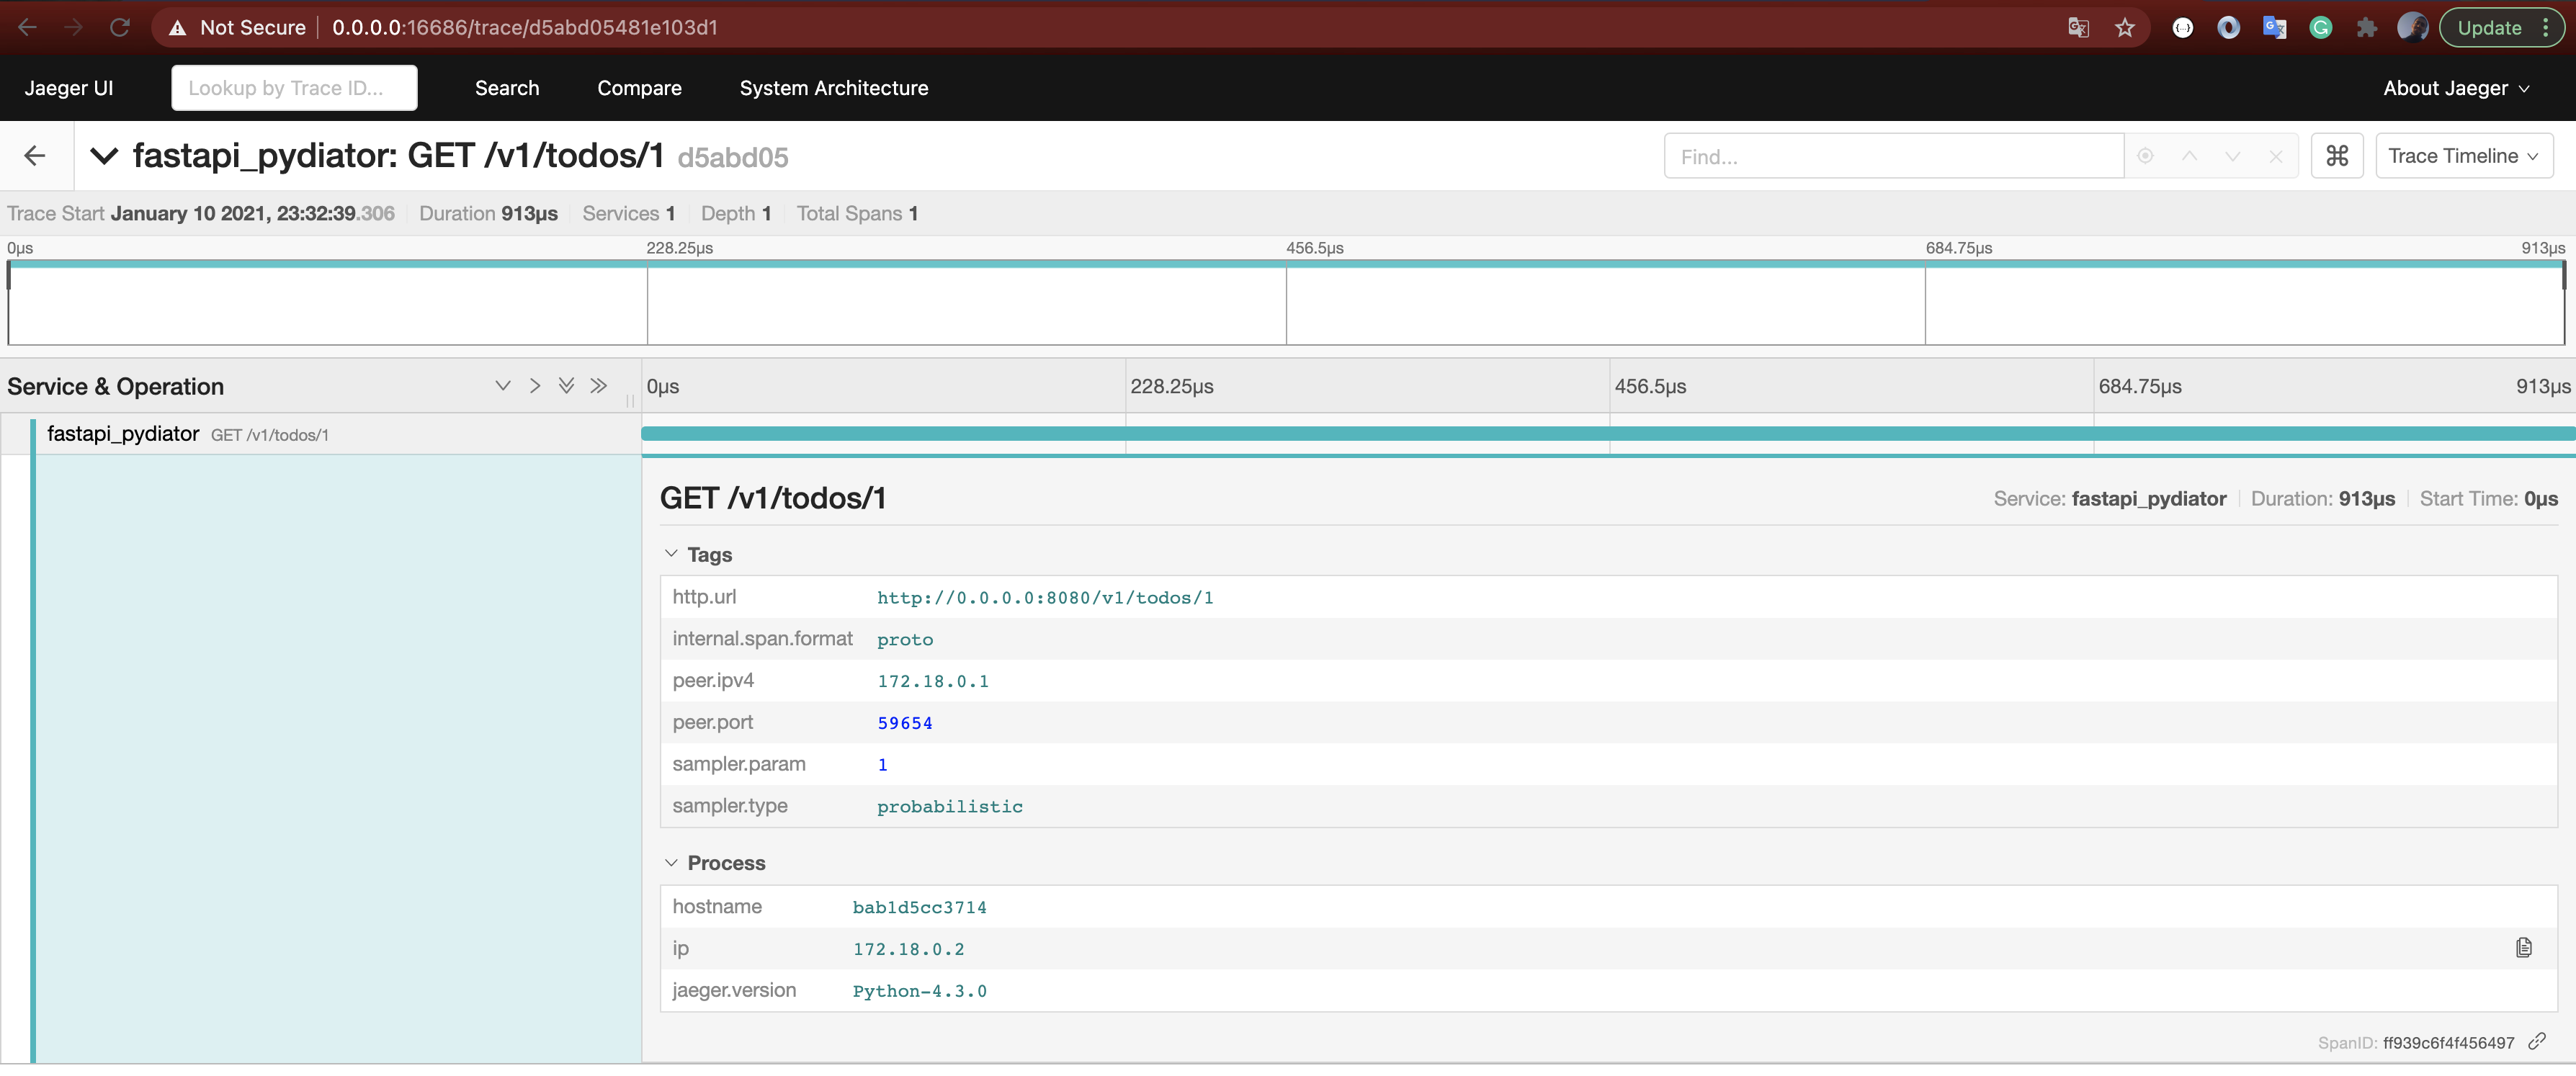 Not Secure 0.0.0.0:16686/trace/d5abd05481e103d1 Update
Jaeger UI Lookup by Trace ID... Search Compare System Architecture About Jaeger
fastapi_pydiator: GET /v1/todos/1 d5abd05 Find... ⌘ Trace Timeline
Trace Start January 10 2021, 23:32:39.306 Duration 913μs Services 1 Depth 1 Total Spans 1
0μs 228.25μs 456.5μs 684.75μs 913μs
Service & Operation 0μs 228.25μs 456.5μs 684.75μs 913μs
fastapi_pydiator GET /v1/todos/1
GET /v1/todos/1 Service: fastapi_pydiator Duration: 913μs Start Time: 0μs
Tags
http.url http://0.0.0.0:8080/v1/todos/1
internal.span.format proto
peer.ipv4 172.18.0.1
peer.port 59654
sampler.param 1
sampler.type probabilistic
Process
hostname bab1d5cc3714
ip 172.18.0.2
jaeger.version Python-4.3.0
SpanID: ff939c6f4f456497